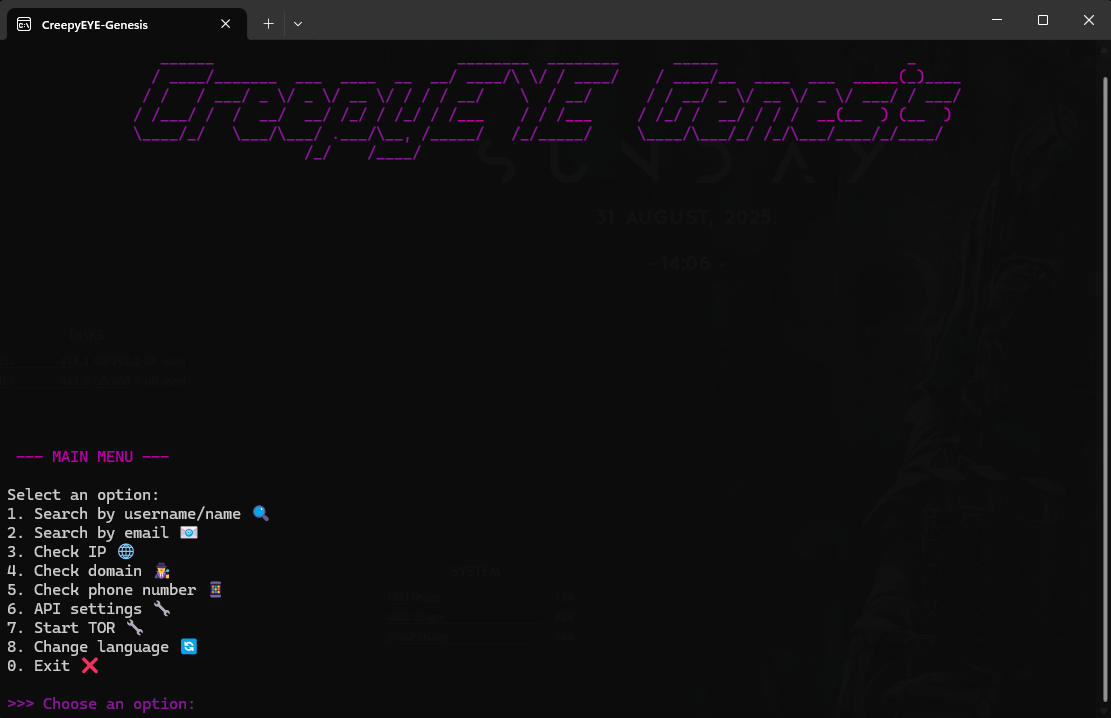 CreepyEYE-Genesis
CreepyEYE Genesis
SUNDAY
31 AUGUST, 2025
- 14:06 -
SYSTEM
--- MAIN MENU ---
Select an option:
1. Search by username/name
2. Search by email
3. Check IP
4. Check domain
5. Check phone number
6. API settings
7. Start TOR
8. Change language
0. Exit
>>> Choose an option: